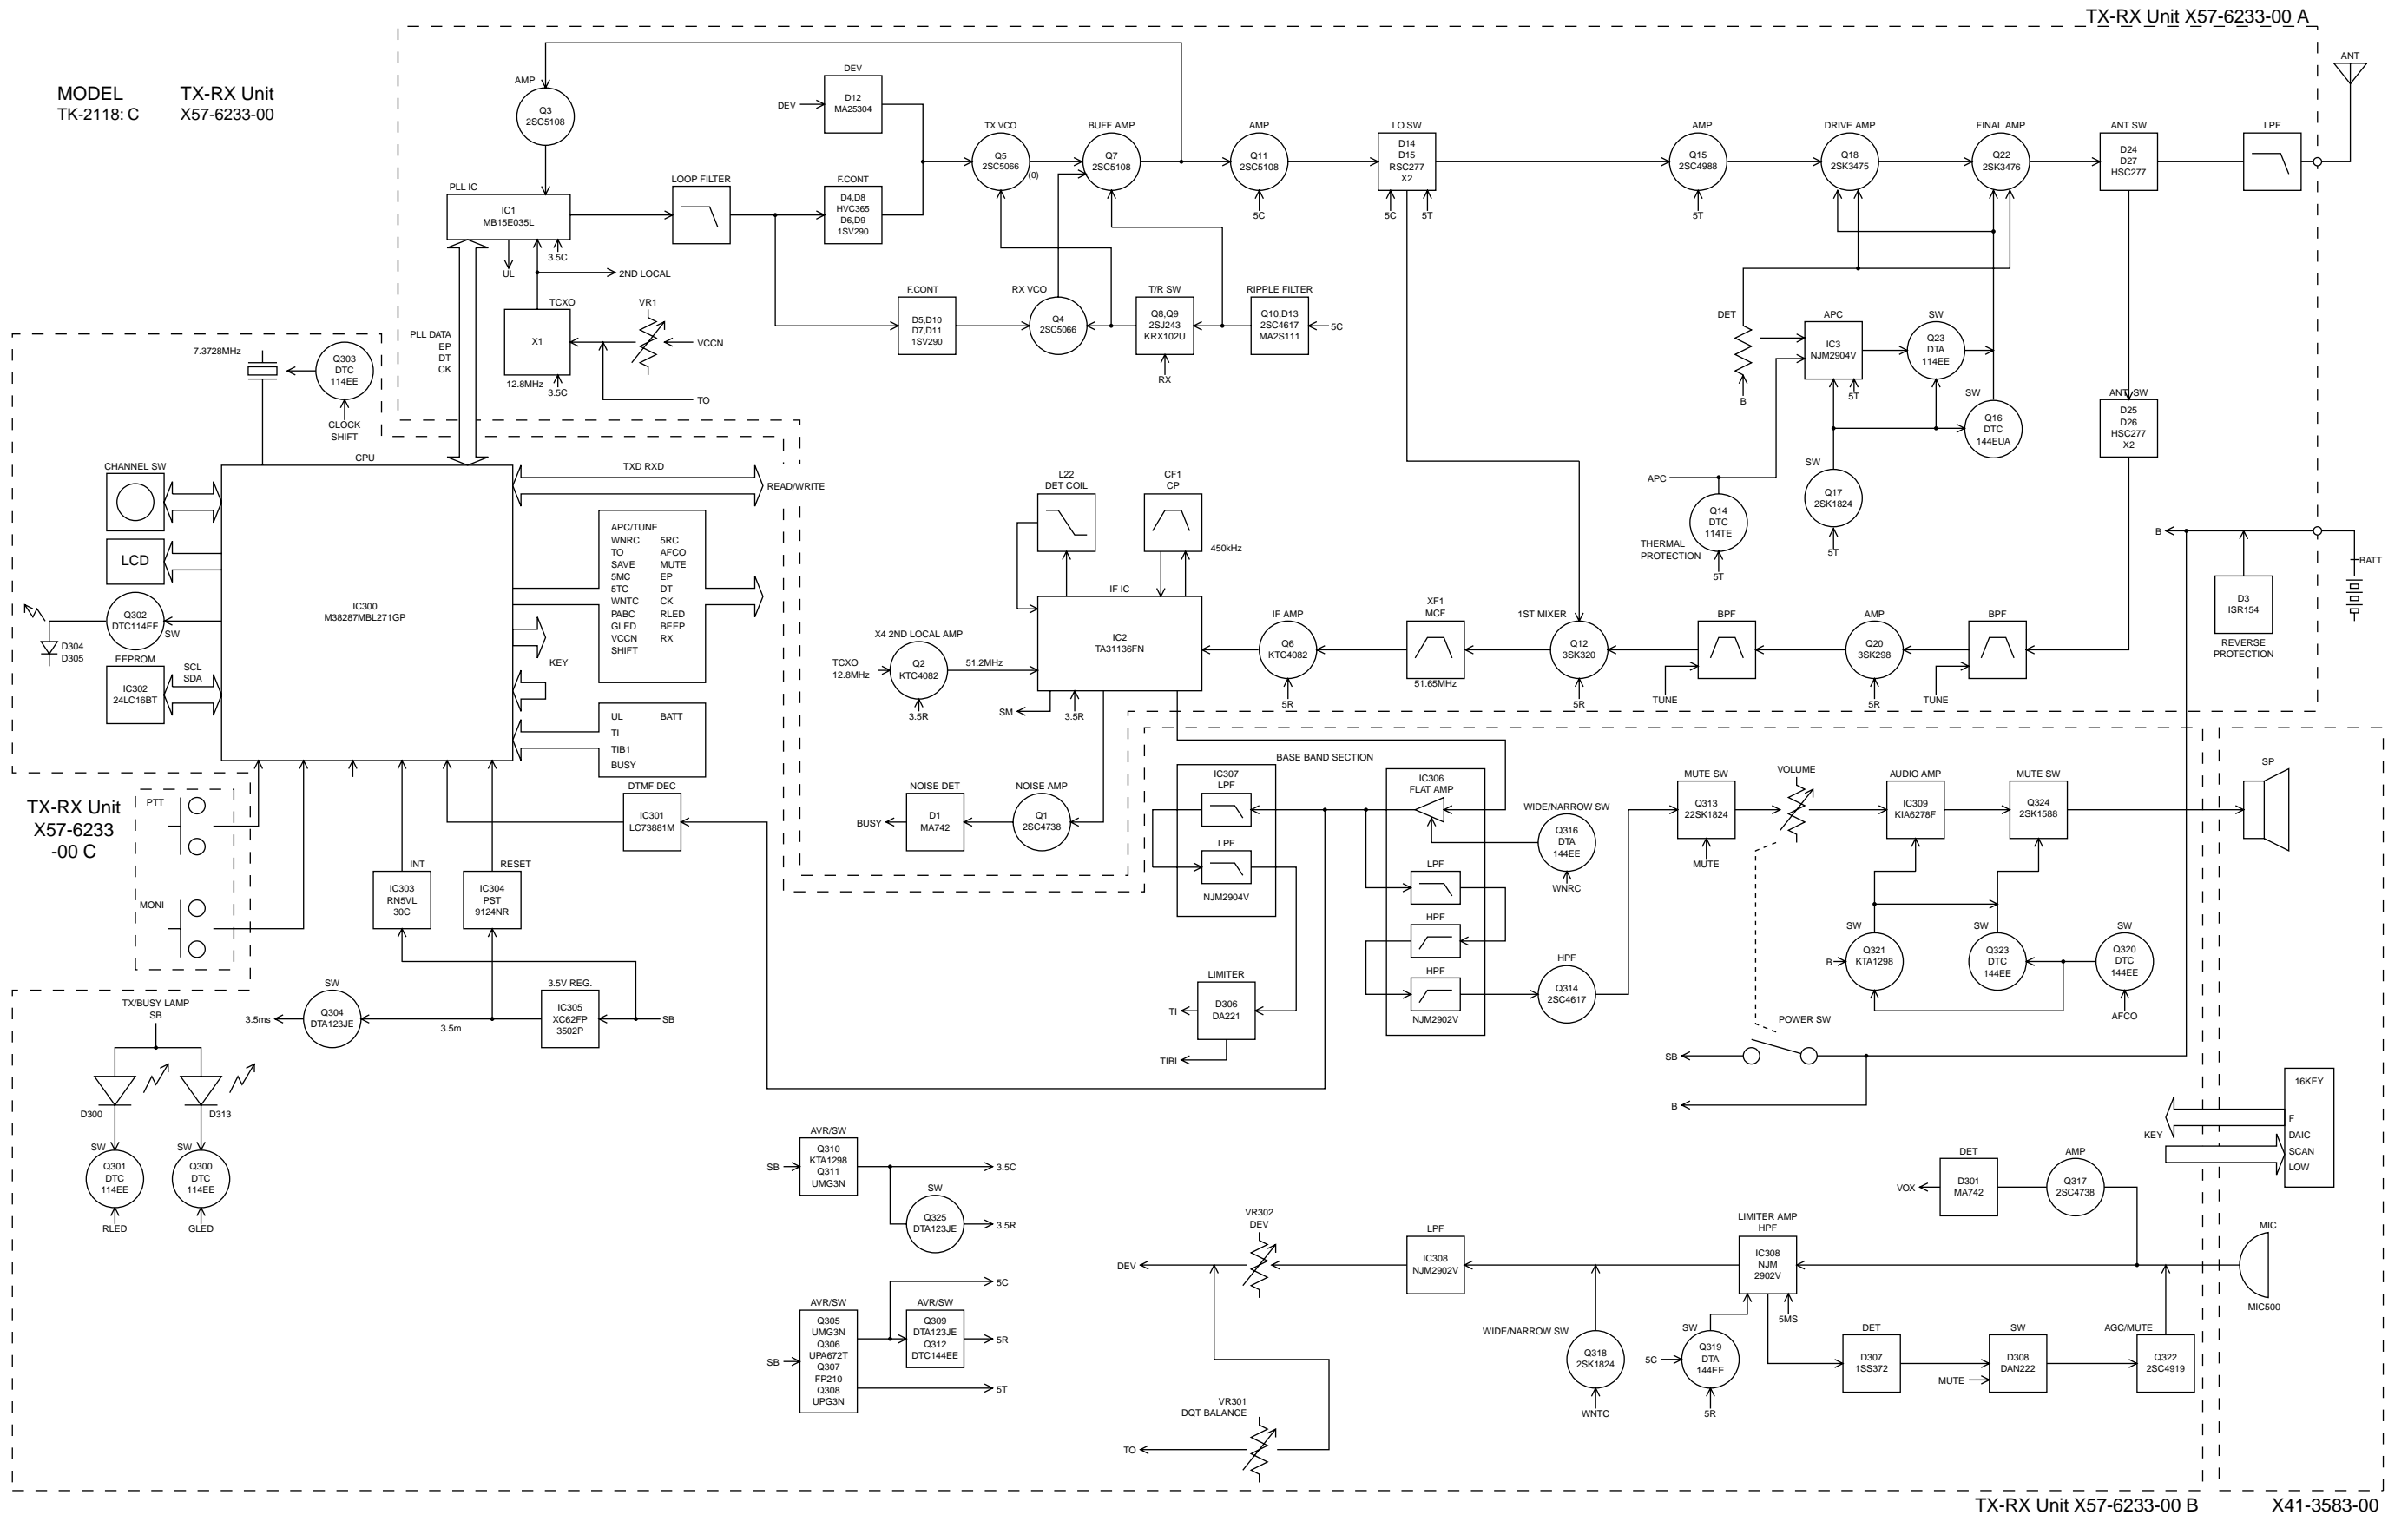 TX-RX Unit X57-6233-00 A
MODEL TX-RX Unit
TK-2118: C X57-6233-00
AMP
Q3
2SC5108
DEV
DEV
D12
MA25304
PLL IC
IC1
MB15E035L
UL
3.5C
2ND LOCAL
LOOP FILTER
F.CONT
D4,D8
HVC365
D6,D9
1SV290
TX VCO
Q5
2SC5066
(0)
BUFF AMP
Q7
2SC5108
AMP
Q11
2SC5108
5C
LO.SW
D14
D15
RSC277
X2
5C
5T
AMP
Q15
2SC4988
5T
DRIVE AMP
Q18
2SK3475
FINAL AMP
Q22
2SK3476
ANT SW
D24
D27
HSC277
LPF
ANT
TCXO
X1
12.8MHz
3.5C
VR1
VCCN
TO
F.CONT
D5,D10
D7,D11
1SV290
RX VCO
Q4
2SC5066
T/R SW
Q8,Q9
2SJ243
KRX102U
RX
RIPPLE FILTER
Q10,D13
2SC4617
MA2S111
5C
DET
B
APC
IC3
NJM2904V
5T
SW
Q23
DTA
114EE
SW
Q16
DTC
144EUA
SW
Q17
2SK1824
5T
APC
Q14
DTC
114TE
THERMAL
PROTECTION
5T
ANT SW
D25
D26
HSC277
X2
PLL DATA
EP
DT
CK
7.3728MHz
Q303
DTC
114EE
CLOCK
SHIFT
CPU
IC300
M38287MBL271GP
CHANNEL SW
LCD
Q302
DTC114EE
SW
D304
D305
EEPROM
IC302
24LC16BT
SCL
SDA
TXD RXD
READ/WRITE
APC/TUNE
WNRC 5RC
TO AFCO
SAVE MUTE
5MC EP
5TC DT
WNTC CK
PABC RLED
GLED BEEP
VCCN RX
SHIFT
KEY
UL BATT
TI
TIB1
BUSY
L22
DET COIL
CF1
CP
450kHz
IF IC
IC2
TA31136FN
X4 2ND LOCAL AMP
TCXO
12.8MHz
Q2
KTC4082
51.2MHz
3.5R
SM
3.5R
IF AMP
Q6
KTC4082
5R
XF1
MCF
51.65MHz
1ST MIXER
Q12
3SK320
5R
BPF
TUNE
AMP
Q20
3SK298
5R
BPF
TUNE
B
BATT
D3
ISR154
REVERSE
PROTECTION
TX-RX Unit
X57-6233
-00 C
PTT
MONI
DTMF DEC
IC301
LC73881M
INT
IC303
RN5VL
30C
RESET
IC304
PST
9124NR
BUSY
NOISE DET
D1
MA742
NOISE AMP
Q1
2SC4738
BASE BAND SECTION
IC307
LPF
LPF
NJM2904V
IC306
FLAT AMP
LPF
HPF
HPF
NJM2902V
WIDE/NARROW SW
Q316
DTA
144EE
WNRC
HPF
Q314
2SC4617
LIMITER
D306
DA221
TI
TIBI
MUTE SW
Q313
22SK1824
MUTE
VOLUME
AUDIO AMP
IC309
KIA6278F
MUTE SW
Q324
2SK1588
SP
B
SW
Q321
KTA1298
SW
Q323
DTC
144EE
SW
Q320
DTC
144EE
AFCO
POWER SW
SB
B
TX/BUSY LAMP
SB
D300
D313
SW
Q301
DTC
114EE
RLED
SW
Q300
DTC
114EE
GLED
3.5ms
SW
Q304
DTA123JE
3.5m
3.5V REG.
IC305
XC62FP
3502P
SB
AVR/SW
SB
Q310
KTA1298
Q311
UMG3N
3.5C
SW
Q325
DTA123JE
3.5R
AVR/SW
SB
Q305
UMG3N
Q306
UPA672T
Q307
FP210
Q308
UPG3N
5C
AVR/SW
Q309
DTA123JE
Q312
DTC144EE
5R
5T
VR302
DEV
DEV
VR301
DQT BALANCE
TO
LPF
IC308
NJM2902V
WIDE/NARROW SW
Q318
2SK1824
WNTC
LIMITER AMP
HPF
IC308
NJM
2902V
5MS
SW
5C
Q319
DTA
144EE
5R
DET
D307
1SS372
SW
MUTE
D308
DAN222
AGC/MUTE
Q322
2SC4919
VOX
DET
D301
MA742
AMP
Q317
2SC4738
MIC
MIC500
16KEY
F
DAIC
SCAN
LOW
KEY
TX-RX Unit X57-6233-00 B
X41-3583-00